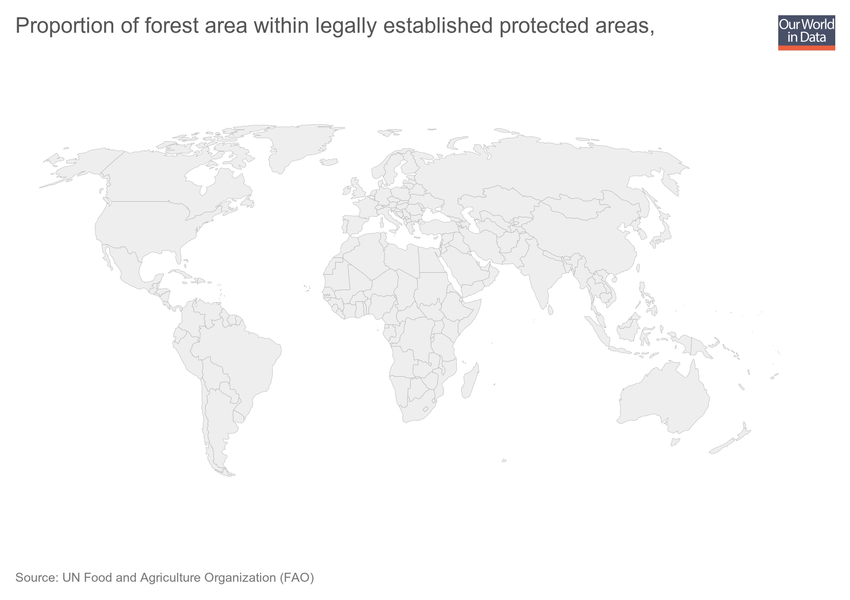 Proportion of forest area within legally established protected areas,
Our World
in Data
Source: UN Food and Agriculture Organization (FAO)